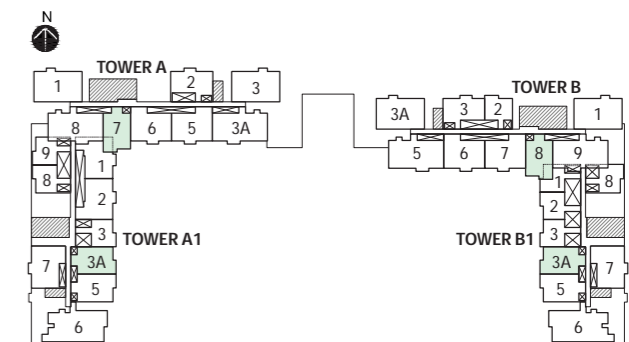 N
TOWER A
1 2 3
8 7 6 5 3A
9 1
8 2
3
TOWER A1
7 3A
5
6
TOWER B
3A 3 2 1
5 6 7 8 9
1 8
2
3
TOWER B1
3A 7
5
6